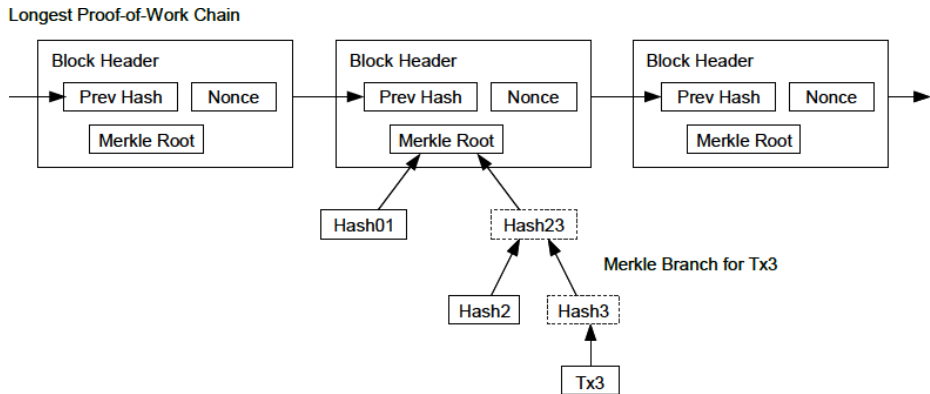 Longest Proof-of-Work Chain
Block Header
Prev Hash
Nonce
Merkle Root
Block Header
Prev Hash
Nonce
Merkle Root
Block Header
Prev Hash
Nonce
Merkle Root
Hash01
Hash23
Merkle Branch for Tx3
Hash2
Hash3
Tx3